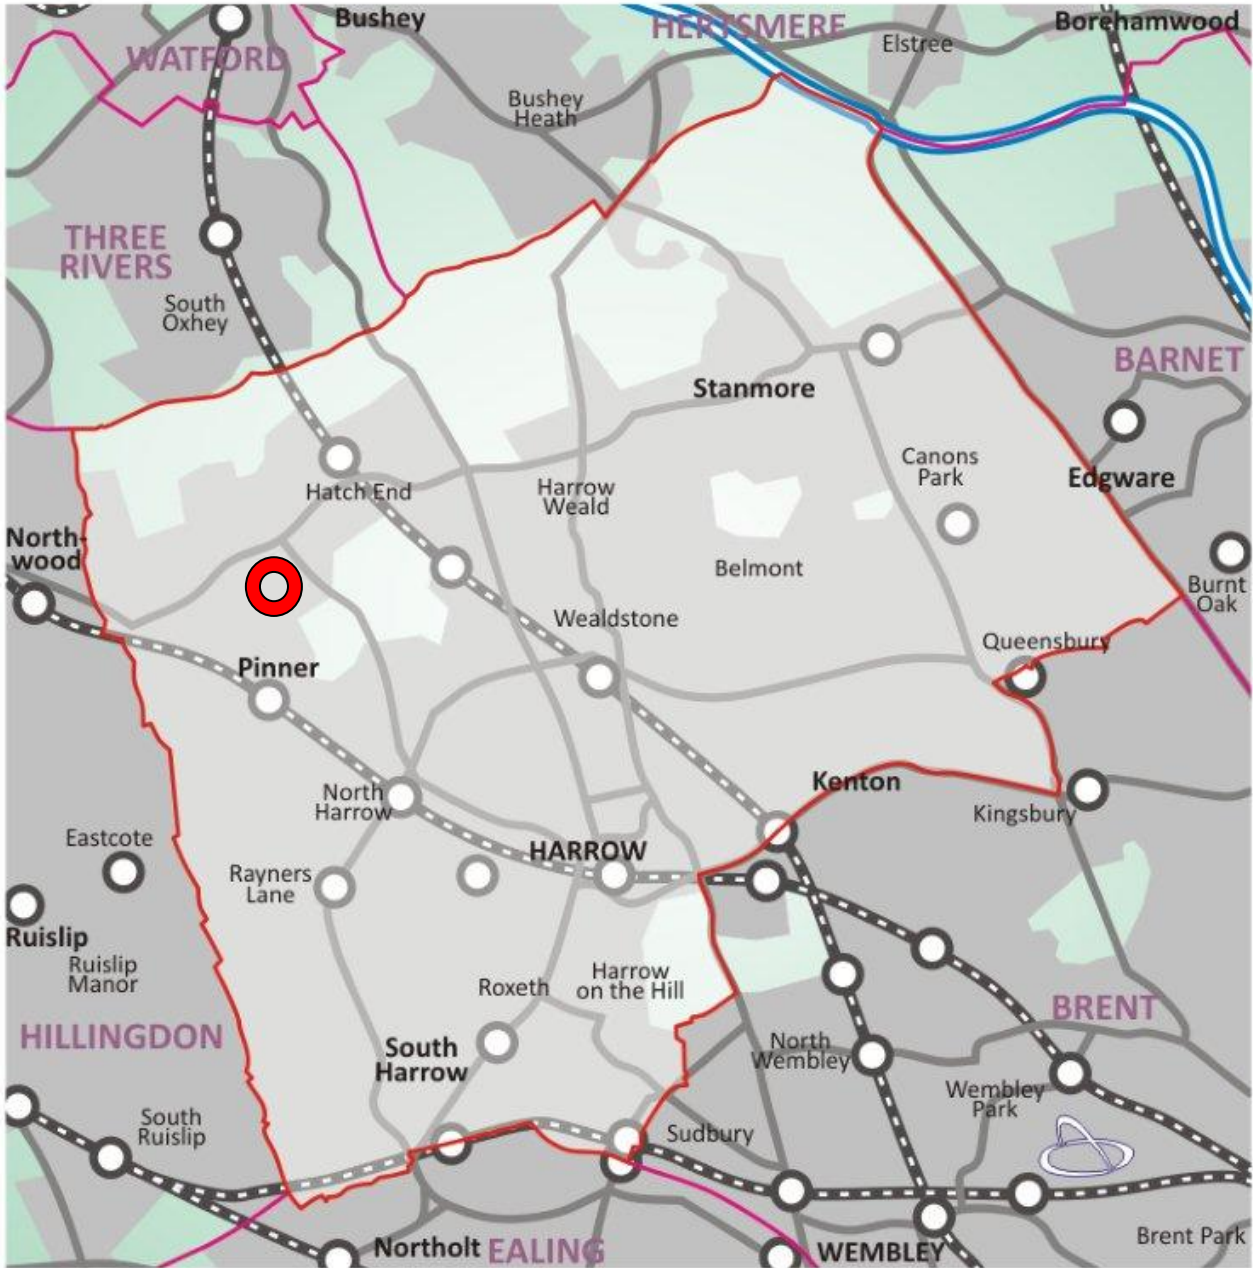 Bushey
HERTSMERE
Borehamwood
Elstree
WATFORD
Bushey
Heath
THREE
RIVERS
South
Oxhey
BARNET
Stanmore
Canons
Park
Edgware
Hatch End
Harrow
Weald
North-
wood
Belmont
Burnt
Oak
Wealdstone
Queensbury
Pinner
Kenton
North
Harrow
Kingsbury
Eastcote
HARROW
Rayners
Lane
Ruislip
Ruislip
Manor
Harrow
on the Hill
Roxeth
BRENT
HILLINGDON
South
Harrow
North
Wembley
Wembley
Park
South
Ruislip
Sudbury
Brent Park
Northolt
EALING
WEMBLEY